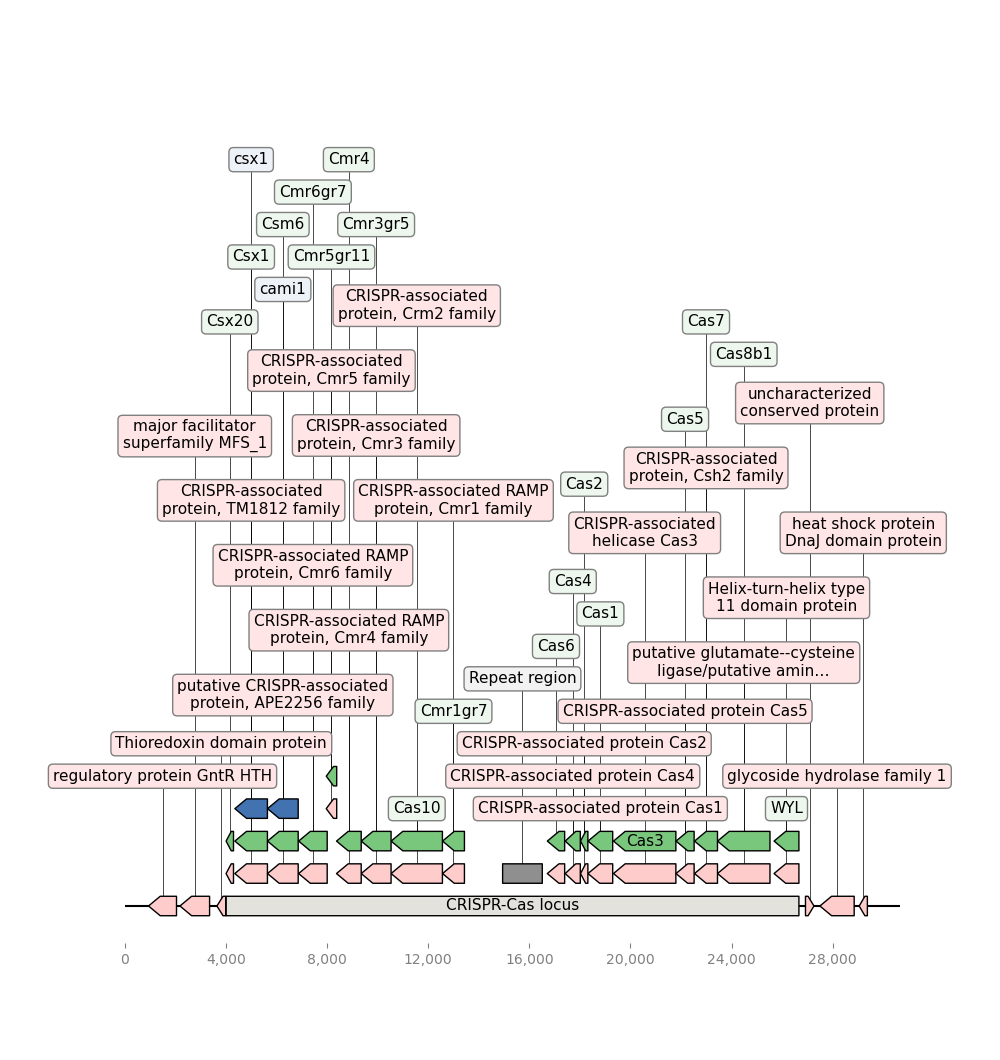 csx1
Cmr4
Cmr6gr7
Csm6
Cmr3gr5
Csx1
Cmr5gr11
cami1
CRISPR-associated
protein, Crm2 family
Csx20
Cas7
CRISPR-associated
protein, Cmr5 family
Cas8b1
uncharacterized
conserved protein
major facilitator
superfamily MFS_1
CRISPR-associated
protein, Cmr3 family
Cas5
CRISPR-associated
protein, Csh2 family
CRISPR-associated
protein, TM1812 family
CRISPR-associated RAMP
protein, Cmr1 family
Cas2
CRISPR-associated
helicase Cas3
heat shock protein
DnaJ domain protein
CRISPR-associated RAMP
protein, Cmr6 family
Cas4
Helix-turn-helix type
11 domain protein
Cas1
CRISPR-associated RAMP
protein, Cmr4 family
Cas6
putative glutamate--cysteine
ligase/putative amin...
Repeat region
putative CRISPR-associated
protein, APE2256 family
Cmr1gr7
CRISPR-associated protein Cas5
Thioredoxin domain protein
CRISPR-associated protein Cas2
regulatory protein GntR HTH
CRISPR-associated protein Cas4
glycoside hydrolase family 1
Cas10
CRISPR-associated protein Cas1
WYL
Cas3
CRISPR-Cas locus
0
4,000
8,000
12,000
16,000
20,000
24,000
28,000